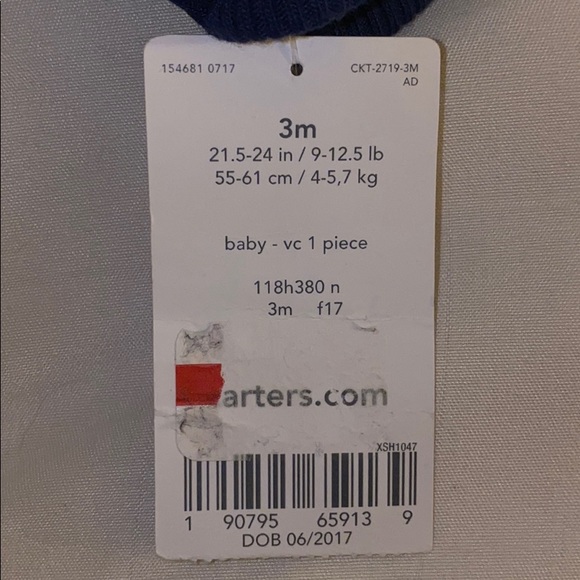 154681 0717
CKT-2719-3M
AD
3m
21.5-24 in / 9-12.5 lb
55-61 cm / 4-5,7 kg
baby - vc 1 piece
118h380 n
3m f17
arters.com
XSH1047
1 90795 65913 9
DOB 06/2017